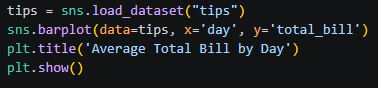 tips = sns.load_dataset("tips")
sns.barplot(data=tips, x='day', y='total_bill')
plt.title('Average Total Bill by Day')
plt.show()